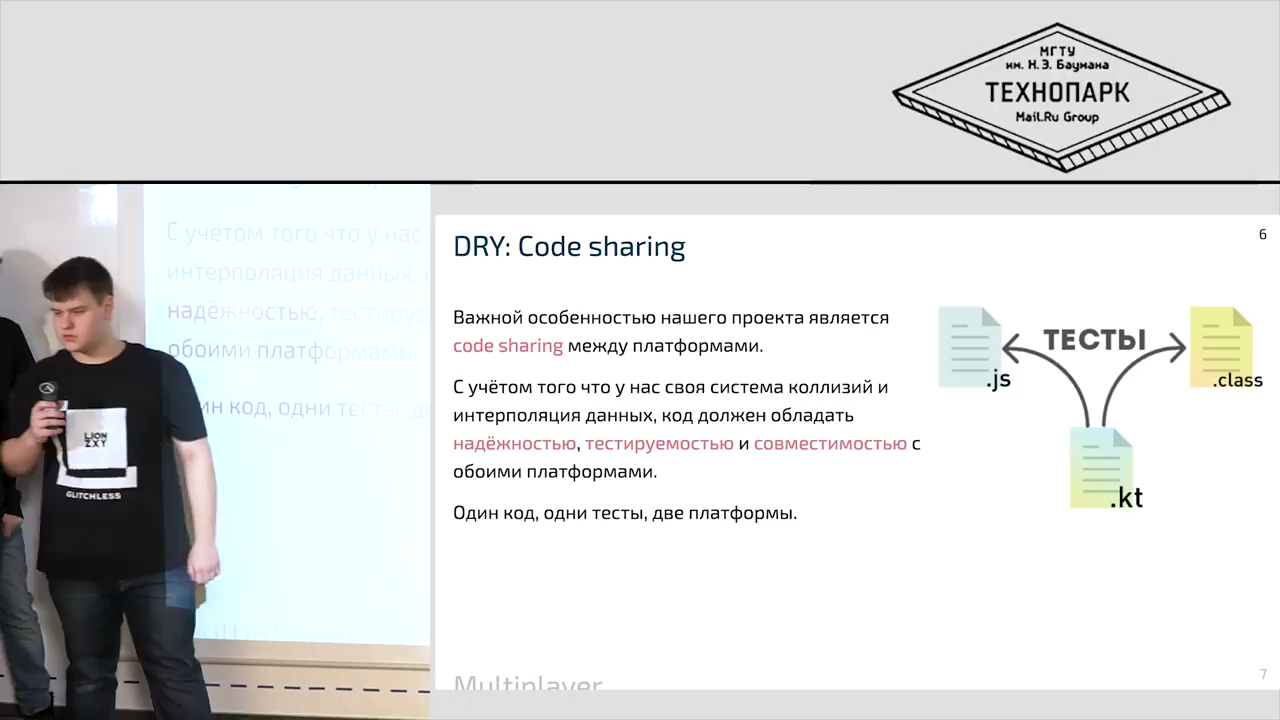 МГТУ
им. Н.Э. Баумана
ТЕХНОПАРК
Mail.Ru Group
С учетом того что у нас
интерполяция данных,
надёжностью, тестируе
обоими платформами.
ин код, одни тесты, д
LION
ZXY
GLITCHLESS
DRY: Code sharing
6
Важной особенностью нашего проекта является
code sharing между платформами.
С учётом того что у нас своя система коллизий и
интерполяция данных, код должен обладать
надёжностью, тестируемостью и совместимостью с
обоими платформами.
Один код, одни тесты, две платформы.
ТЕСТЫ
.js
.class
.kt
Multiplayer
7